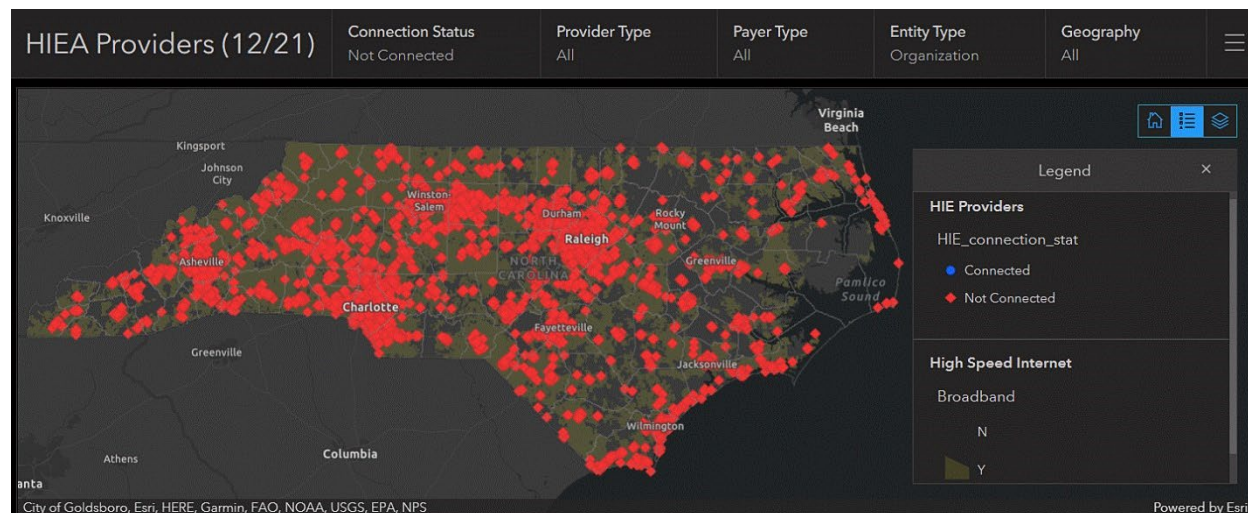 HIEA Providers (12/21)
Connection Status
Not Connected
Provider Type
All
Payer Type
All
Entity Type
Organization
Geography
All
Virginia
Beach
Kingsport
Johnson
City
Knoxville
Winston-
Salem
Durham
Rocky
Mount
Raleigh
Asheville
NORTH
CAROLINA
Greenville
Pamlico
Sound
Charlotte
Fayetteville
Greenville
Jacksonville
Wilmington
Columbia
Athens
anta
Legend
×
HIE Providers
HIE_connection_stat
Connected
Not Connected
High Speed Internet
Broadband
N
Y
City of Goldsboro, Esri, HERE, Garmin, FAO, NOAA, USGS, EPA, NPS
Powered by Esri